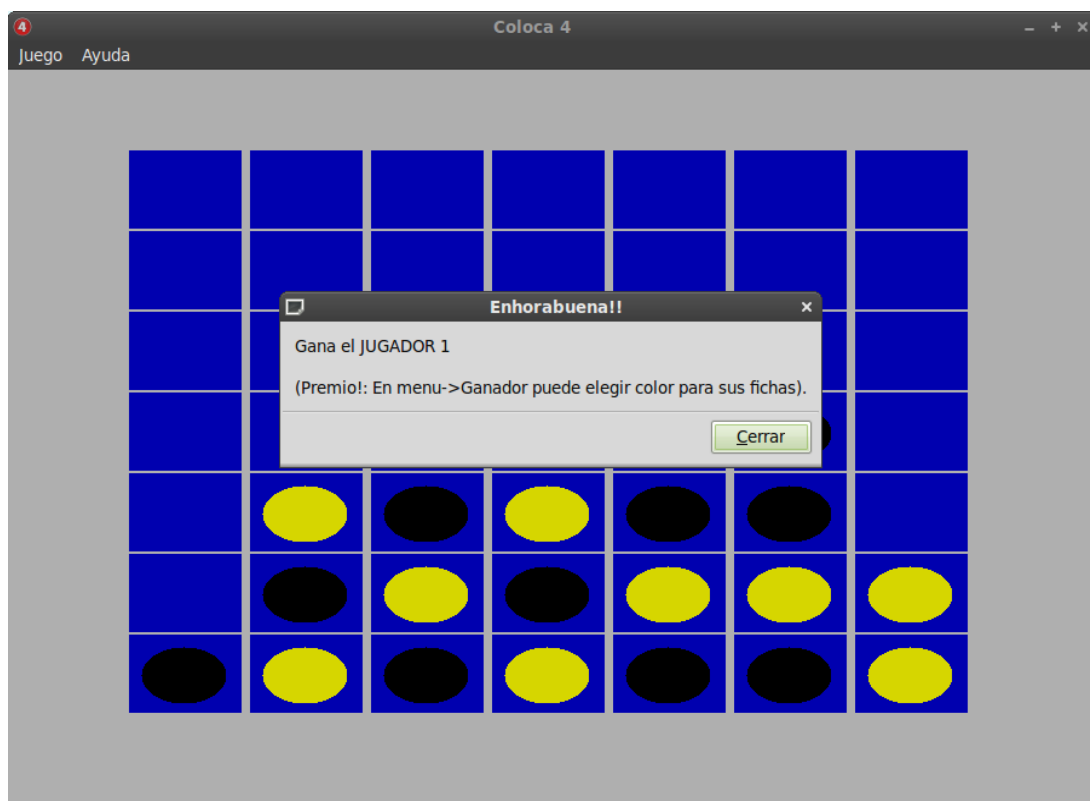 4 Coloca 4
Juego Ayuda
Enhorabuena!!
Gana el JUGADOR 1
(Premio!: En menu->Ganador puede elegir color para sus fichas).
Cerrar